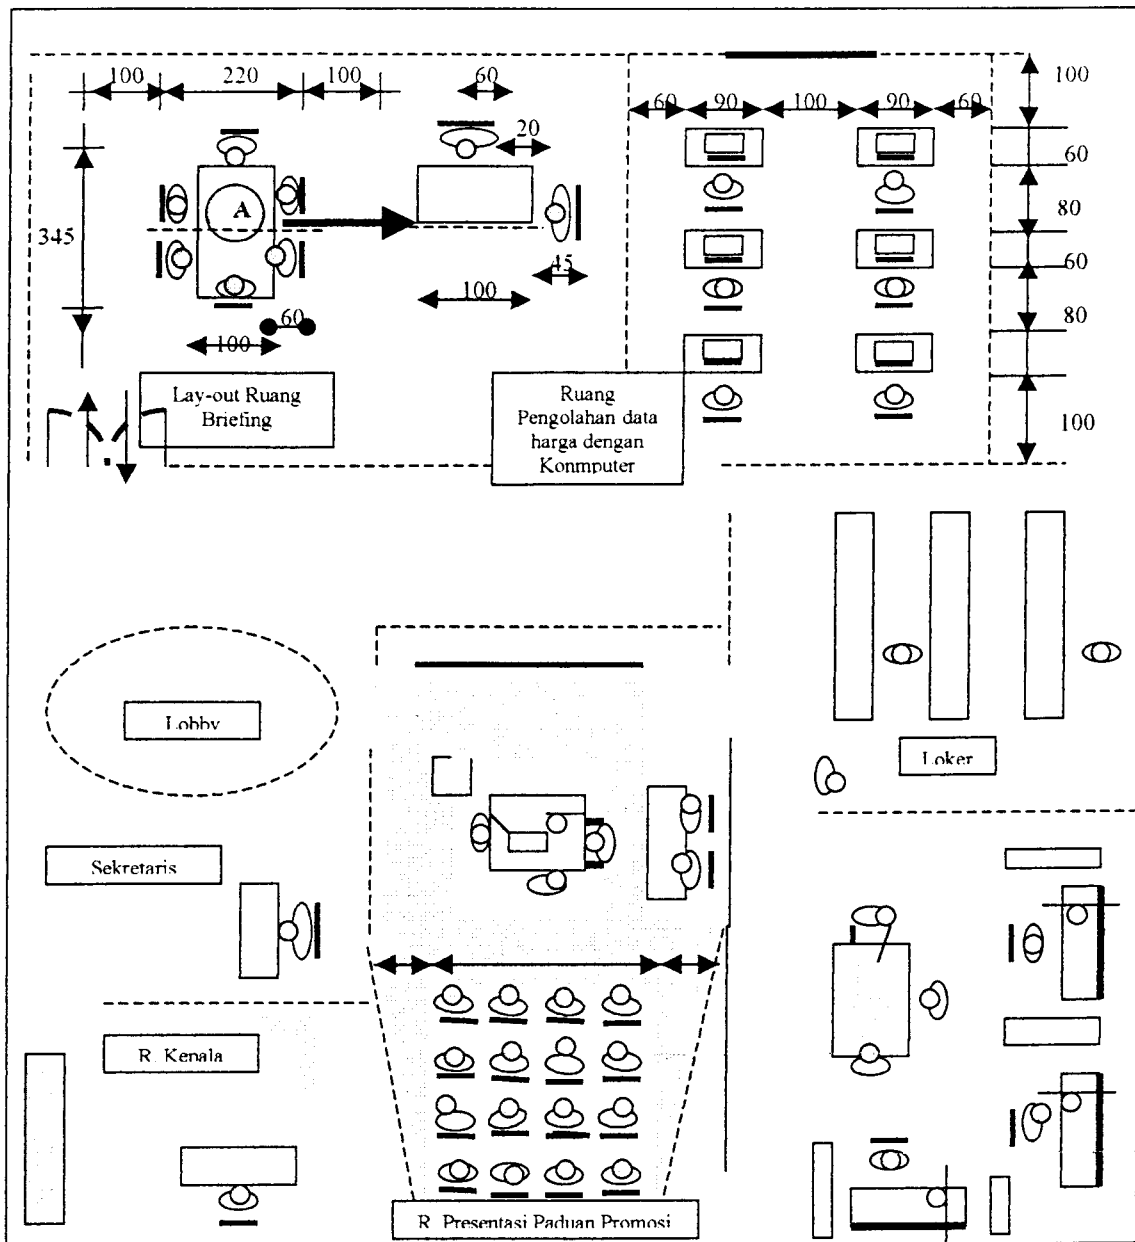 100
220
100
60
100
60
90
100
90
60
20
60
A
80
345
45
60
100
60
80
100
Lay-out Ruang
Briefing
Ruang
Pengolahan data
harga dengan
Konmputer
100
Lobby
Loker
Sekretaris
R. Kepala
R. Presentasi Paduan Promosi